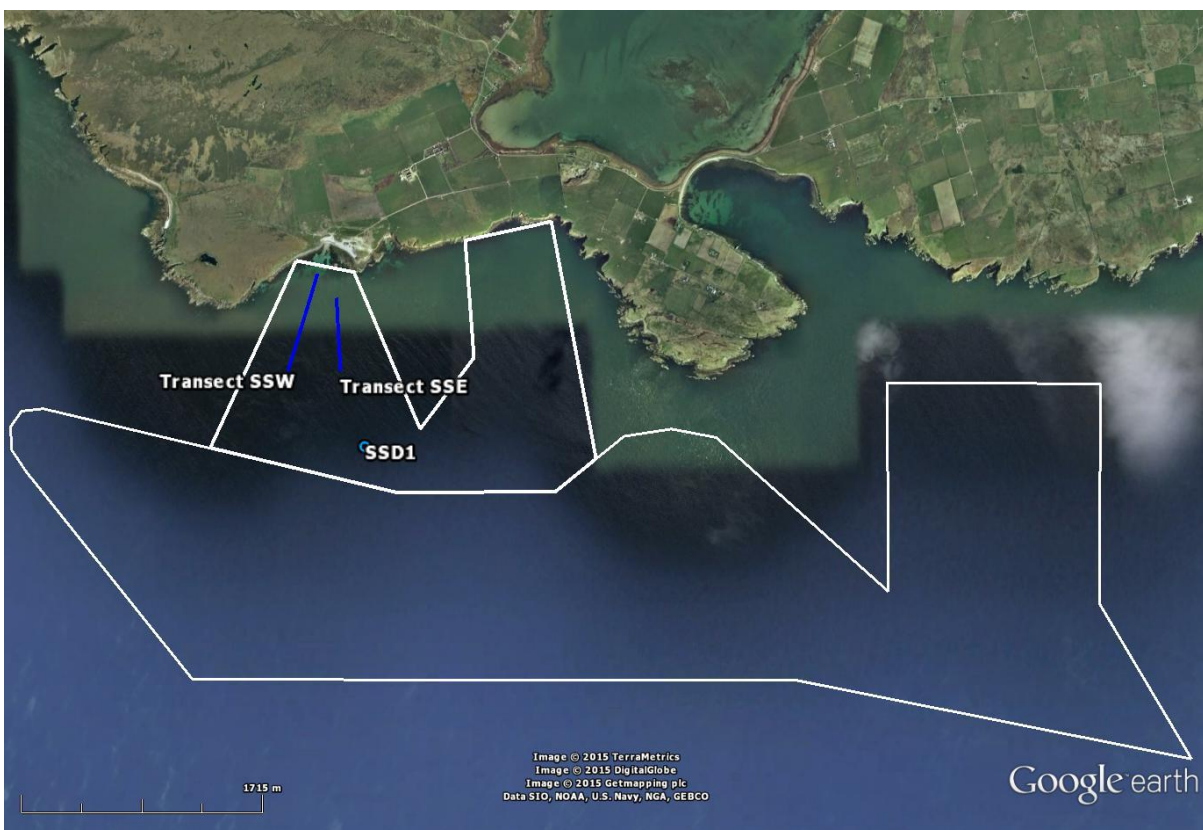 Transect SSW
Transect SSE
SSD1
1715 m
Image © 2015 TerraMetrics
Image © 2015 DigitalGlobe
Image © 2015 Getmapping plc
Data SIO, NOAA, U.S. Navy, NGA, GEBCO
Google earth